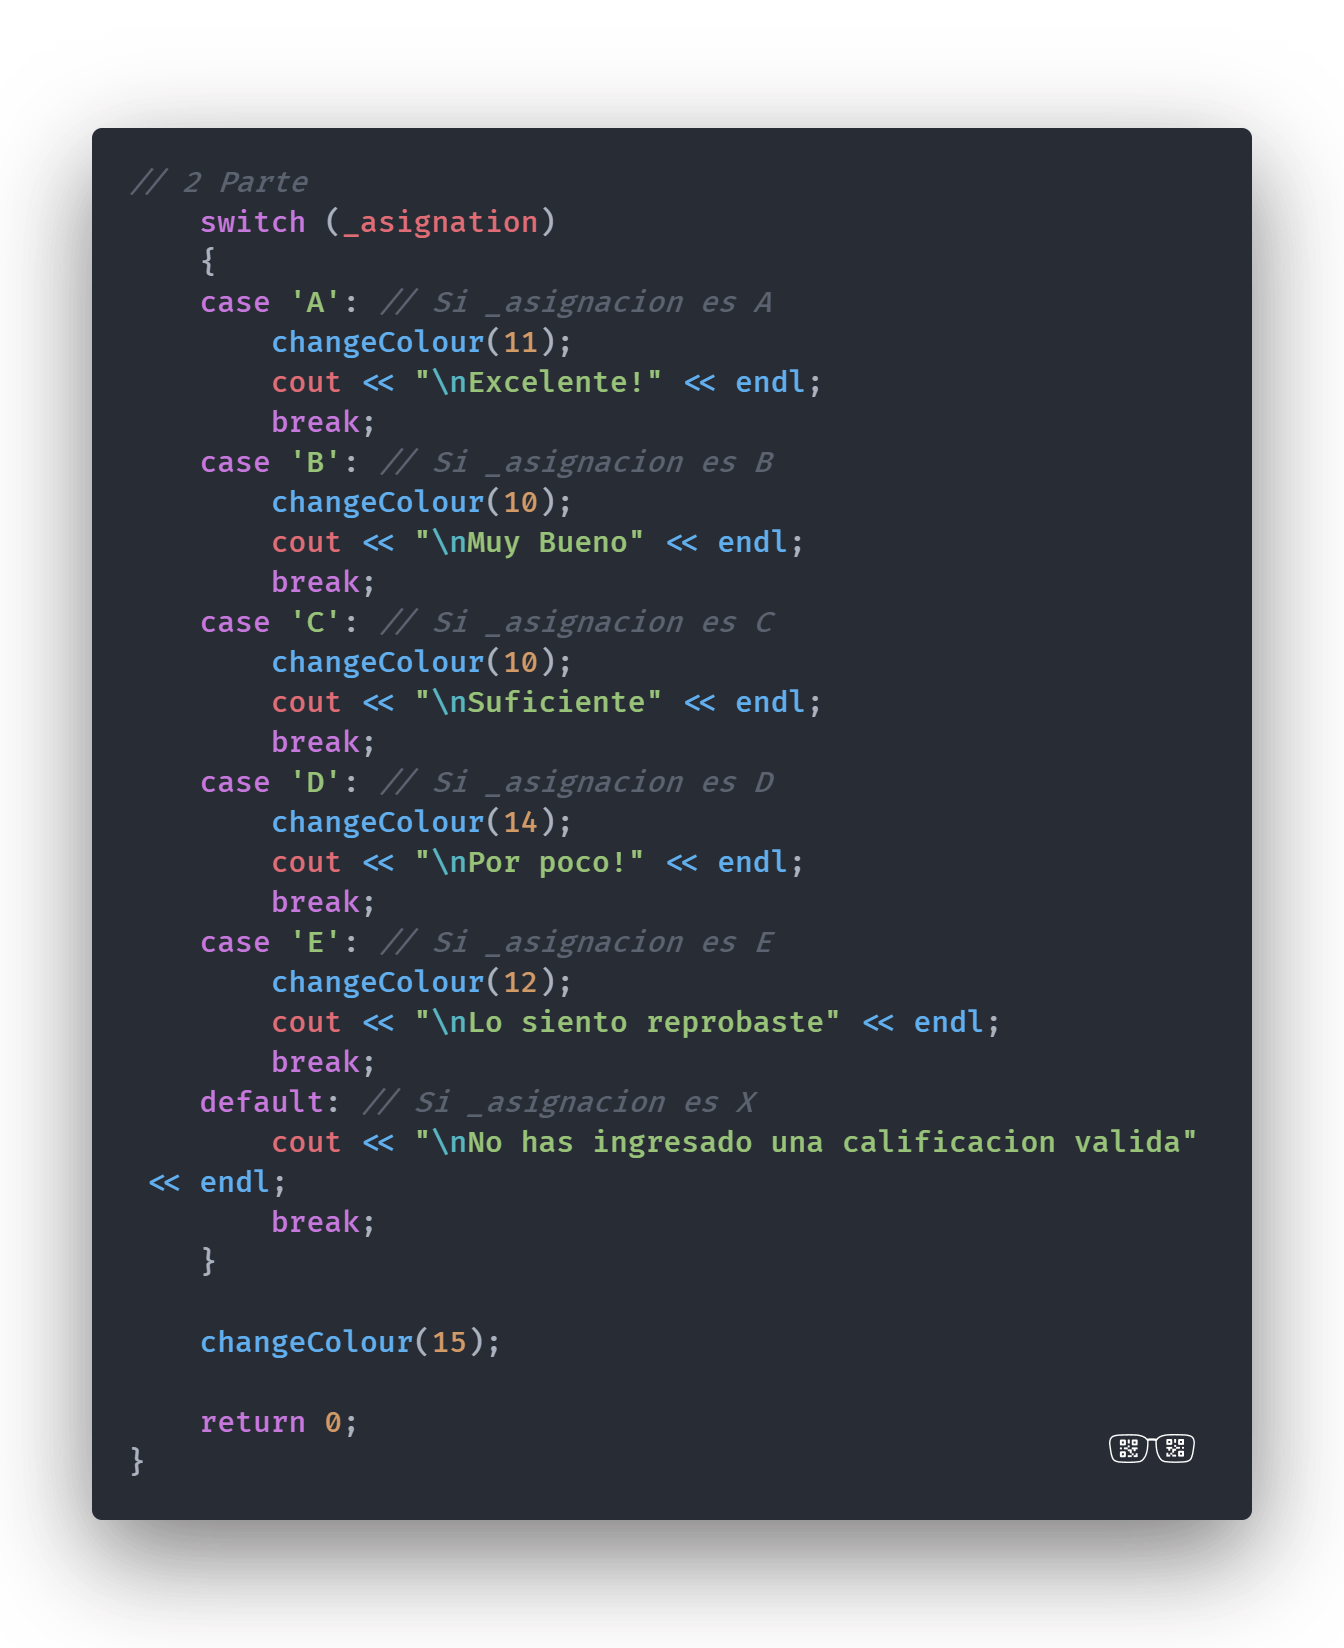 // 2 Parte
    switch (_asignation)
    {
    case 'A': // Si _asignacion es A
        changeColour(11);
        cout << "\nExcelente!" << endl;
        break;
    case 'B': // Si _asignacion es B
        changeColour(10);
        cout << "\nMuy Bueno" << endl;
        break;
    case 'C': // Si _asignacion es C
        changeColour(10);
        cout << "\nSuficiente" << endl;
        break;
    case 'D': // Si _asignacion es D
        changeColour(14);
        cout << "\nPor poco!" << endl;
        break;
    case 'E': // Si _asignacion es E
        changeColour(12);
        cout << "\nLo siento reprobaste" << endl;
        break;
    default: // Si _asignacion es X
        cout << "\nNo has ingresado una calificacion valida"
 << endl;
        break;
    }

    changeColour(15);

    return 0;
}